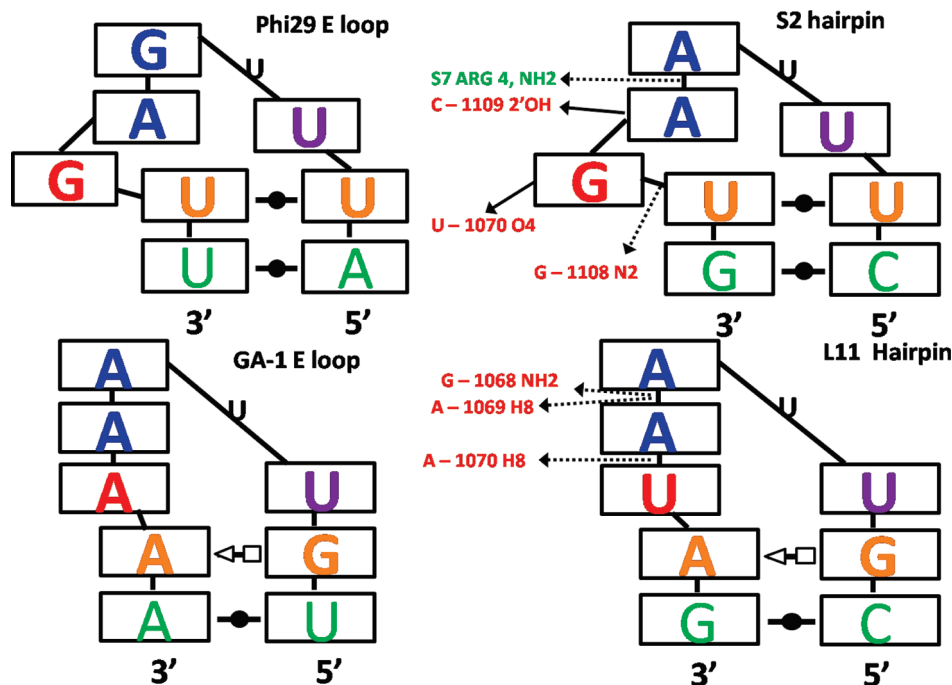 Phi29 E loop
G
U
A
U
G
U
U
U
A
3’
5’
S2 hairpin
A
U
S7 ARG 4, NH2
C – 1109 2’OH
A
U
G
U
U
U – 1070 O4
G – 1108 N2
G
C
3’
5’
GA-1 E loop
A
U
A
A
U
A
G
A
U
3’
5’
L11 Hairpin
A
U
G – 1068 NH2
A – 1069 H8
A
A – 1070 H8
U
U
A
G
G
C
3’
5’